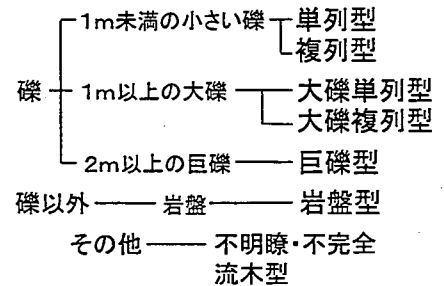 1m未満の小さい礫 単列型
複列型
礫 1m以上の大礫 大礫単列型
大礫複列型
2m以上の巨礫 巨礫型
礫以外 岩盤 岩盤型
その他 不明瞭・不完全
流木型